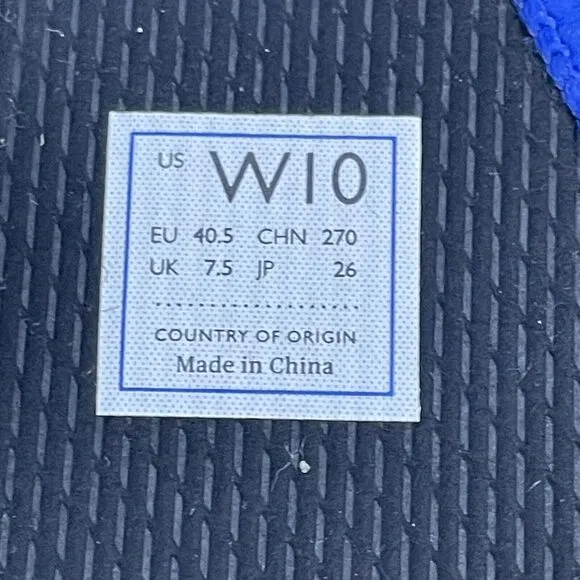 US W10
EU 40.5 CHN 270
UK 7.5 JP 26
COUNTRY OF ORIGIN
Made in China